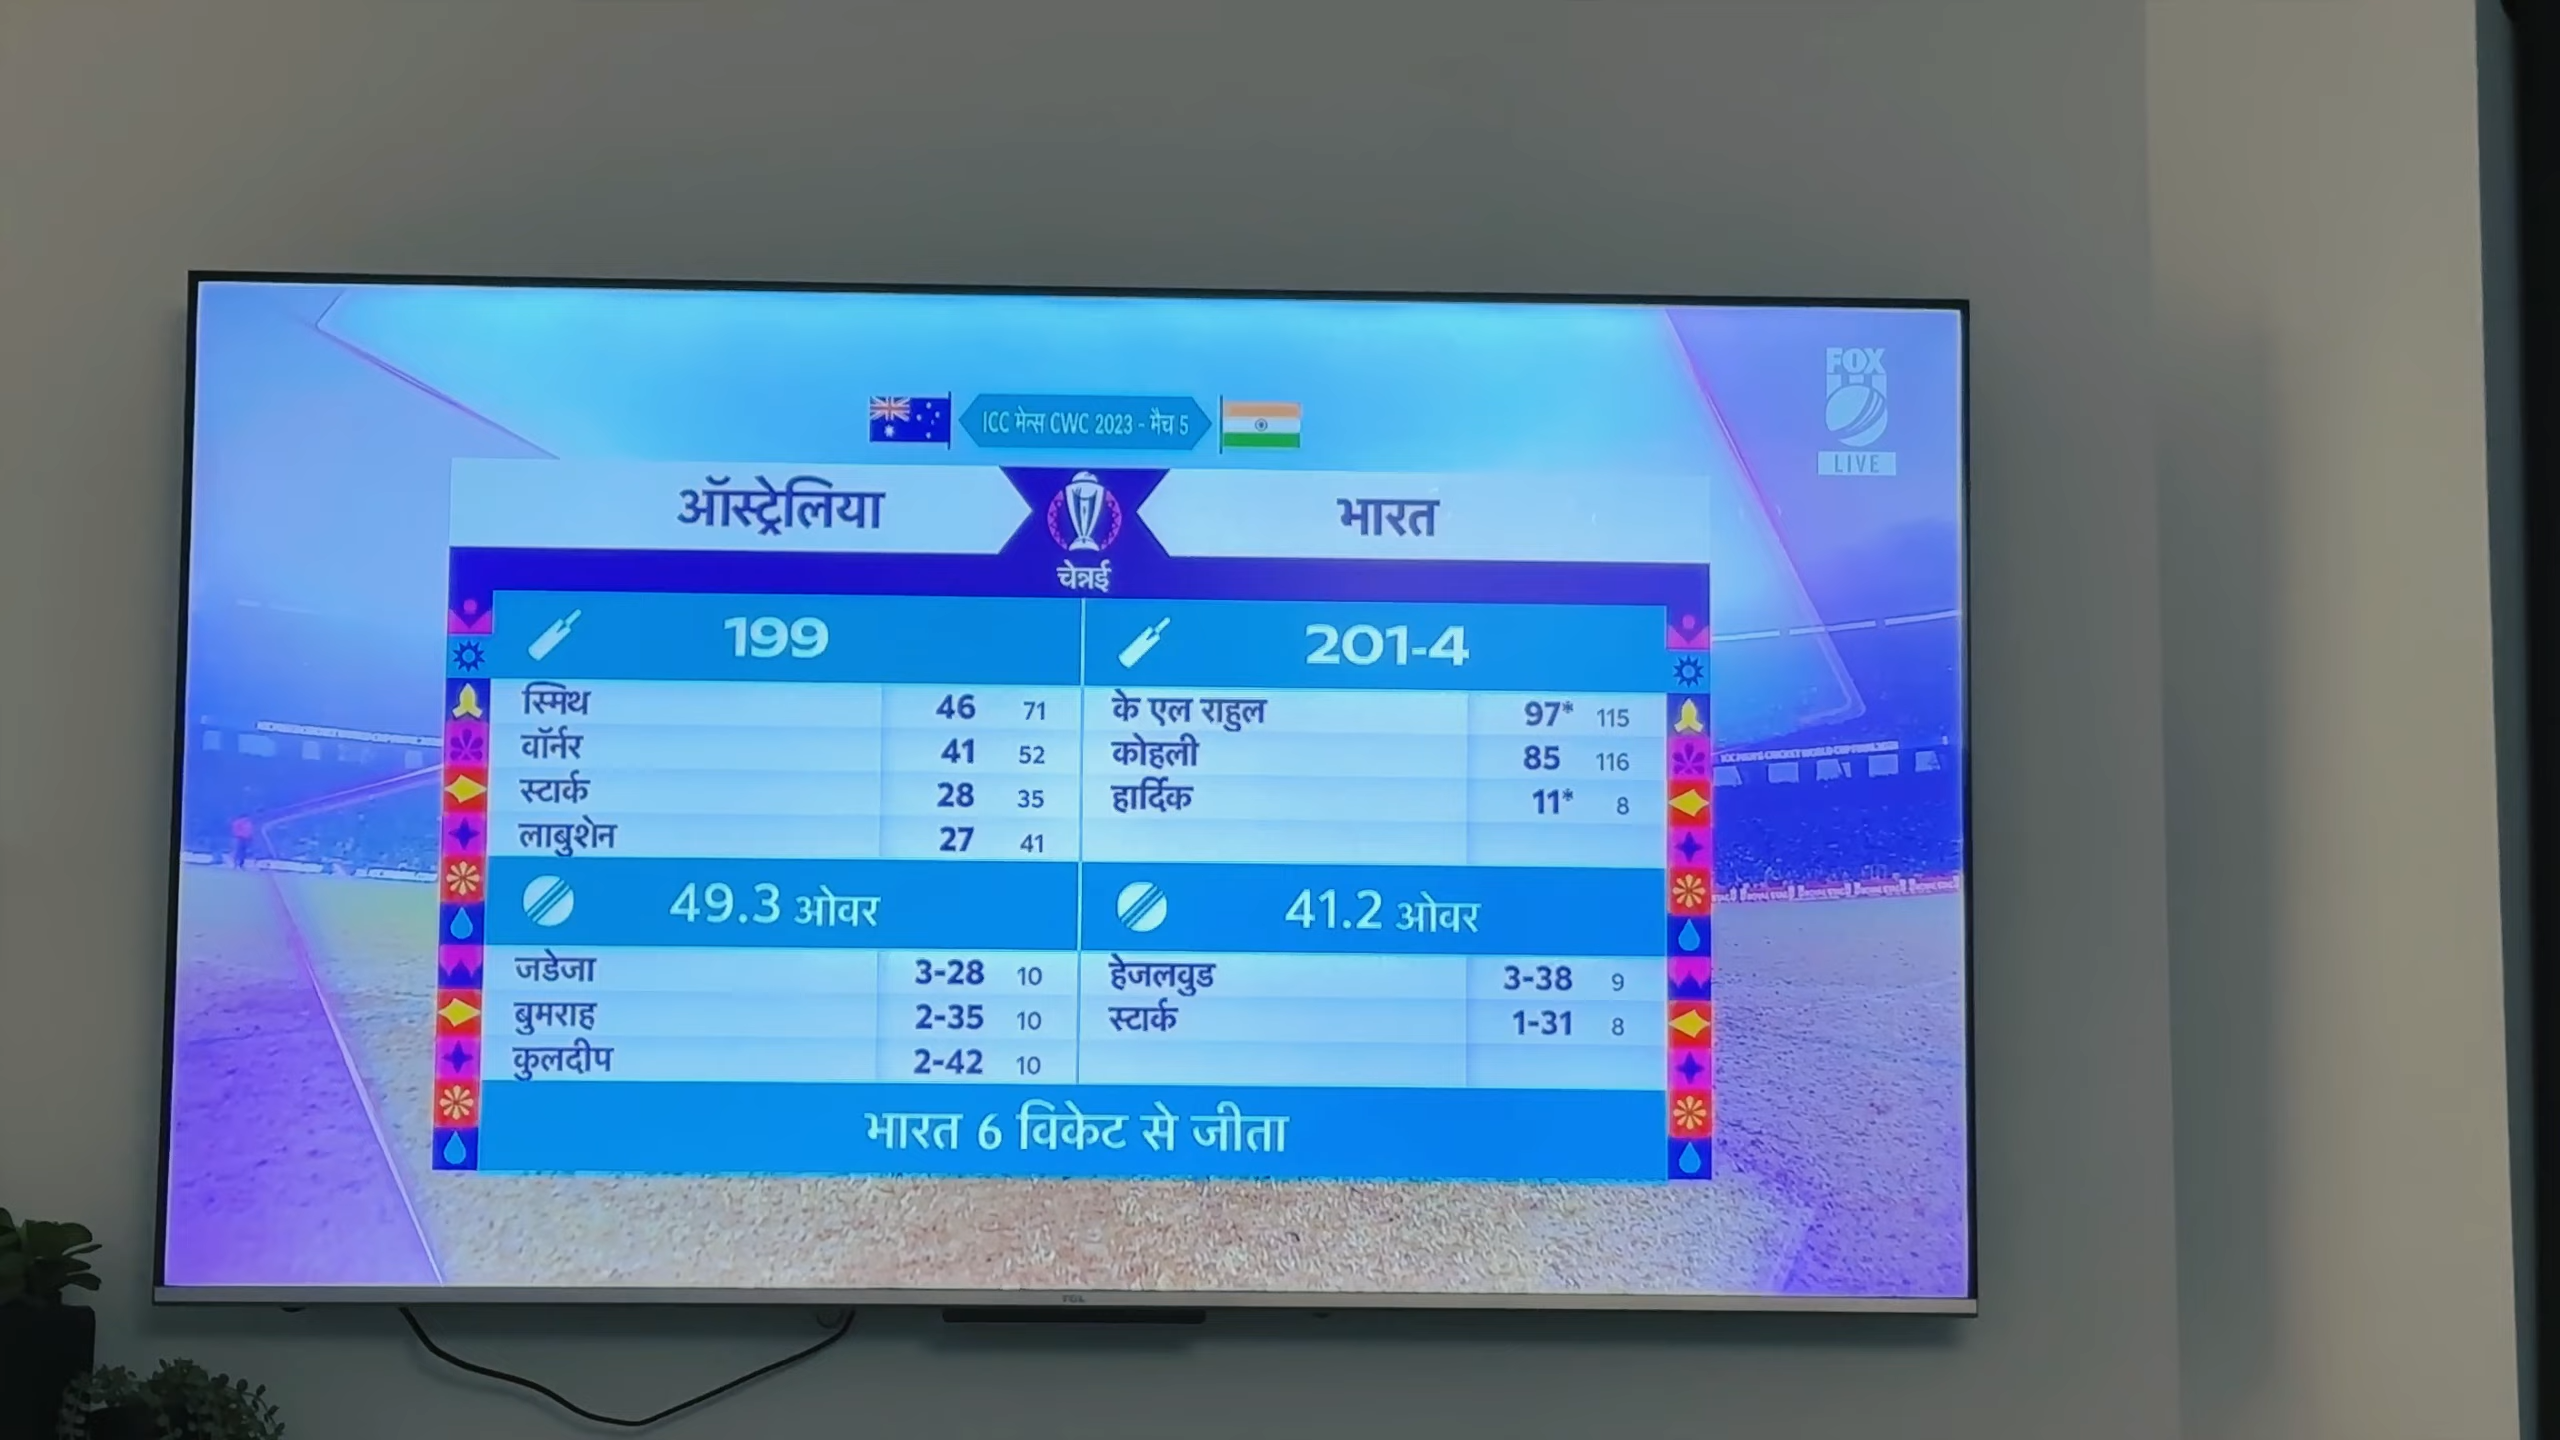 FOX
LIVE
ICC मेन्स CWC 2023 - मैच 5
ऑस्ट्रेलिया भारत
चेन्नई
199 201-4
स्मिथ 46 71 के एल राहुल 97* 115
वॉर्नर 41 52 कोहली 85 116
स्टार्क 28 35 हार्दिक 11* 8
लाबुशेन 27 41
49.3 ओवर 41.2 ओवर
जडेजा 3-28 10 हेजलवुड 3-38 9
बुमराह 2-35 10 स्टार्क 1-31 8
कुलदीप 2-42 10
भारत 6 विकेट से जीता
TCL